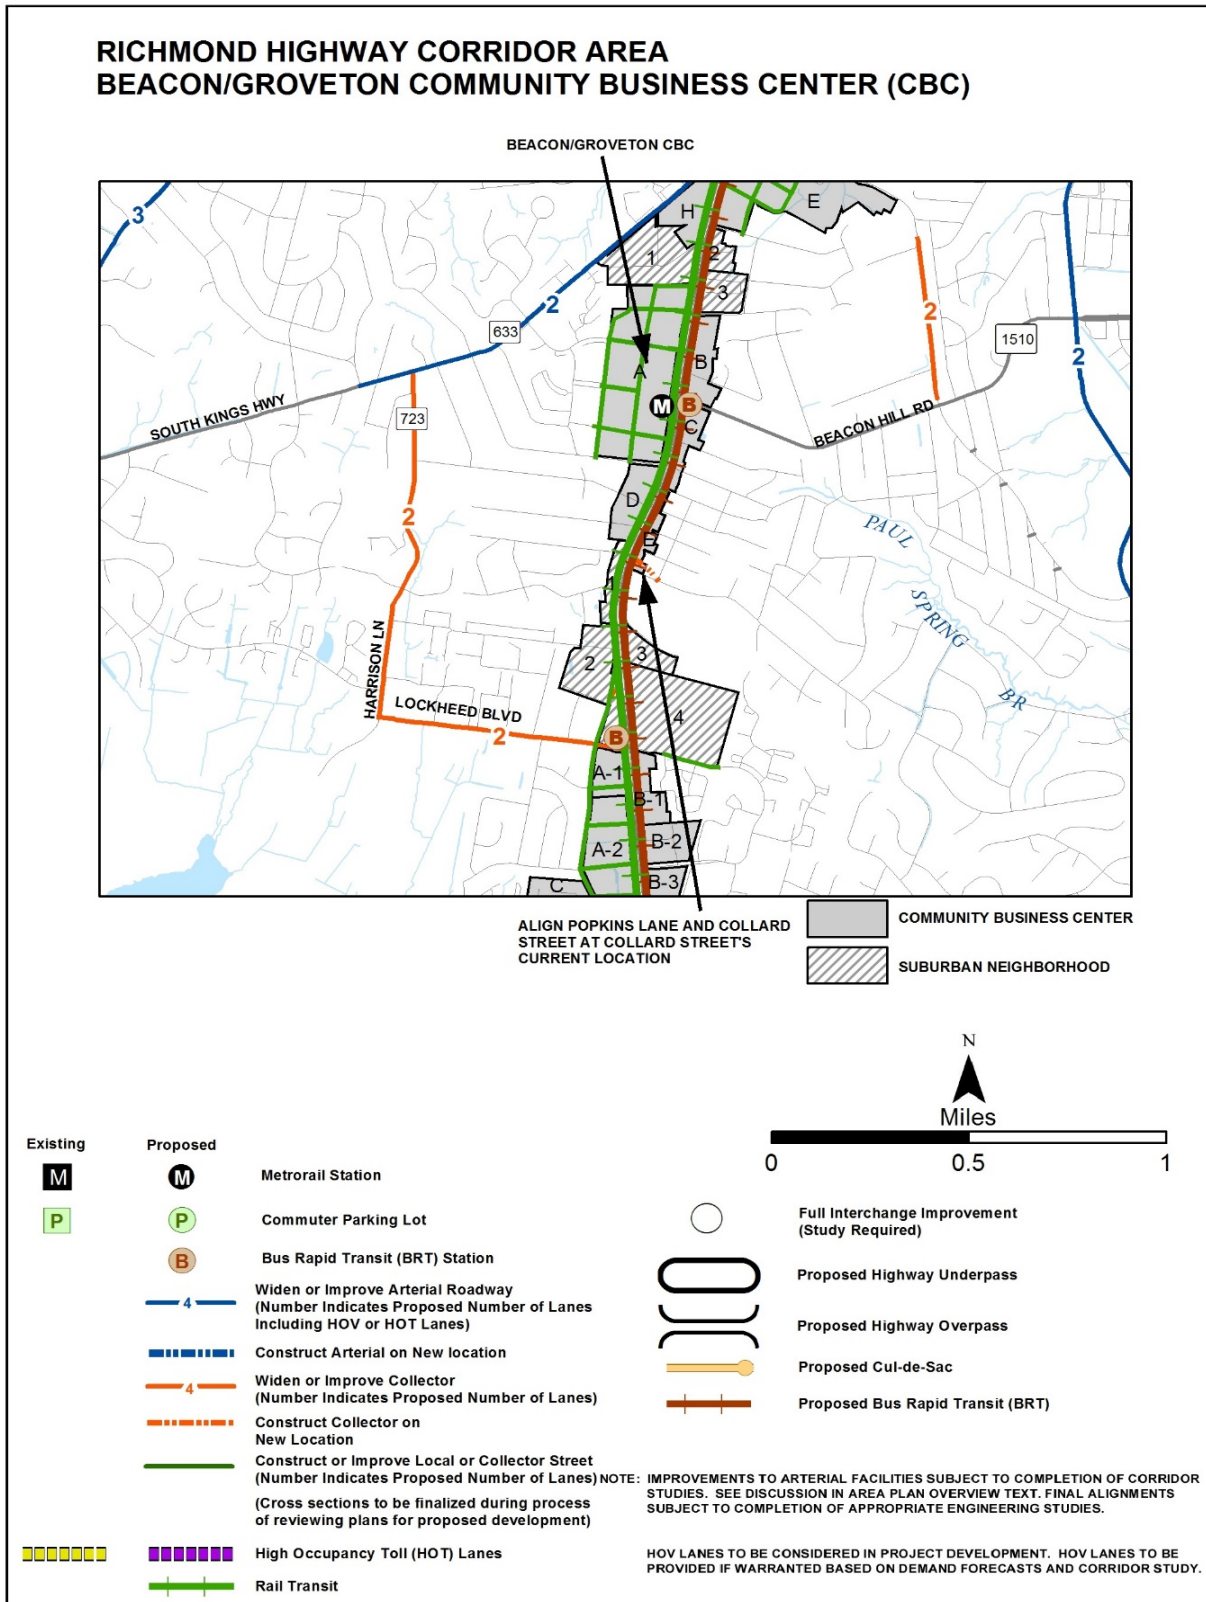 RICHMOND HIGHWAY CORRIDOR AREA
BEACON/GROVETON COMMUNITY BUSINESS CENTER (CBC)
BEACON/GROVETON CBC
3
H
E
1
2
3
2
2
633
1510
2
A
B
723
SOUTH KINGS HWY
M
B
C
BEACON HILL RD
D
2
PAUL
E
SPRING
1
HARRISON LN
2
3
BR
LOCKHEED BLVD
4
2
B
A-1
B-1
A-2
B-2
C
B-3
ALIGN POPKINS LANE AND COLLARD
STREET AT COLLARD STREET'S
CURRENT LOCATION
COMMUNITY BUSINESS CENTER
SUBURBAN NEIGHBORHOOD
N
Miles
0 0.5 1
Existing Proposed
M M Metrorail Station
P P Commuter Parking Lot
B Bus Rapid Transit (BRT) Station
4 Widen or Improve Arterial Roadway
(Number Indicates Proposed Number of Lanes
Including HOV or HOT Lanes)
Construct Arterial on New location
4 Widen or Improve Collector
(Number Indicates Proposed Number of Lanes)
Construct Collector on
New Location
Construct or Improve Local or Collector Street
(Number Indicates Proposed Number of Lanes)
(Cross sections to be finalized during process
of reviewing plans for proposed development)
High Occupancy Toll (HOT) Lanes
Rail Transit
Full Interchange Improvement
(Study Required)
Proposed Highway Underpass
Proposed Highway Overpass
Proposed Cul-de-Sac
Proposed Bus Rapid Transit (BRT)
NOTE: IMPROVEMENTS TO ARTERIAL FACILITIES SUBJECT TO COMPLETION OF CORRIDOR
STUDIES. SEE DISCUSSION IN AREA PLAN OVERVIEW TEXT. FINAL ALIGNMENTS
SUBJECT TO COMPLETION OF APPROPRIATE ENGINEERING STUDIES.
HOV LANES TO BE CONSIDERED IN PROJECT DEVELOPMENT. HOV LANES TO BE
PROVIDED IF WARRANTED BASED ON DEMAND FORECASTS AND CORRIDOR STUDY.